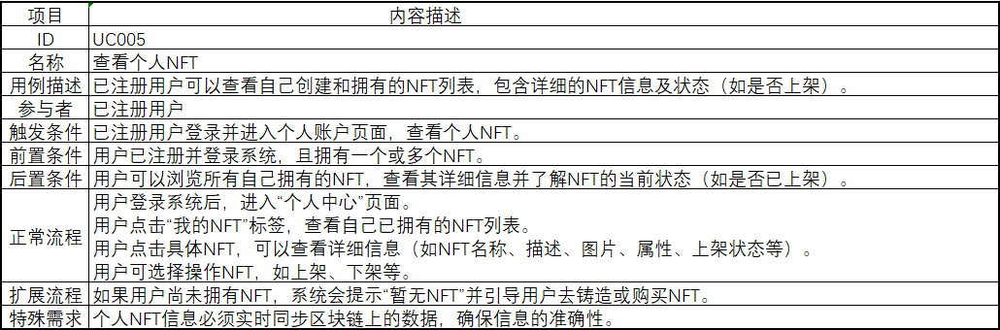 项目 内容描述
ID UC005
名称 查看个人NFT
用例描述 已注册用户可以查看自己创建和拥有的NFT列表，包含详细的NFT信息及状态（如是否上架）。
参与者 已注册用户
触发条件 已注册用户登录并进入个人账户页面，查看个人NFT。
前置条件 用户已注册并登录系统，且拥有一个或多个NFT。
后置条件 用户可以浏览所有自己拥有的NFT，查看其详细信息并了解NFT的当前状态（如是否已上架）。
正常流程 用户登录系统后，进入“个人中心”页面。
用户点击“我的NFT”标签，查看自己已拥有的NFT列表。
用户点击具体NFT，可以查看详细信息（如NFT名称、描述、图片、属性、上架状态等）。
用户可选择操作NFT，如上架、下架等。
扩展流程 如果用户尚未拥有NFT，系统会提示“暂无NFT”并引导用户去铸造或购买NFT。
特殊需求 个人NFT信息必须实时同步区块链上的数据，确保信息的准确性。